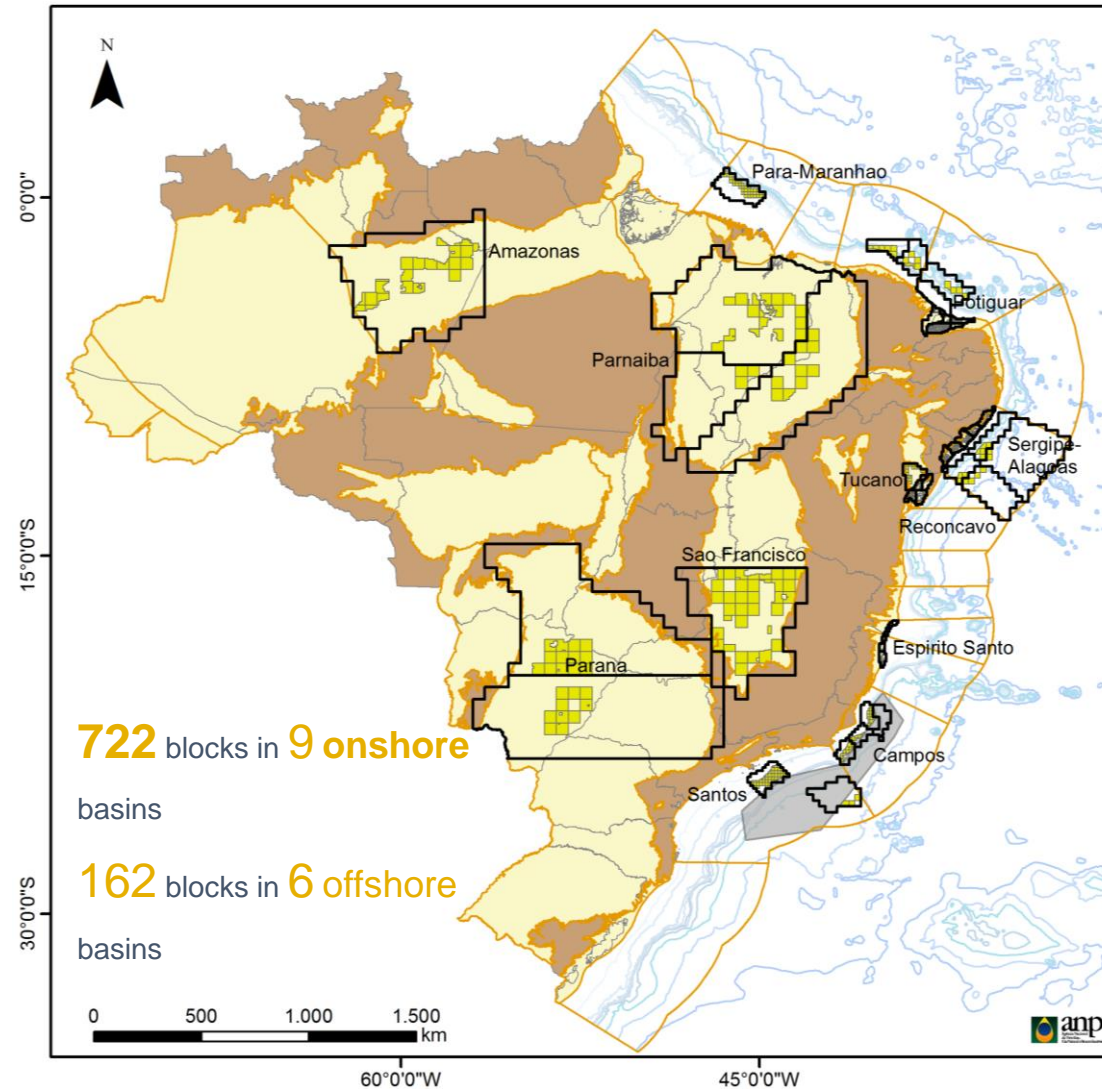 N
0°0'0"
15°0'0"S
30°0'0"S
60°0'0"W
45°0'0"W
Para-Maranhao
Amazonas
Potiguar
Parnaiba
Sergipe-
Alagoas
Tucano
Reconcavo
Sao Francisco
Espirito Santo
Parana
Campos
Santos
722 blocks in 9 onshore
basins
162 blocks in 6 offshore
basins
0 500 1.000 1.500
km
anp